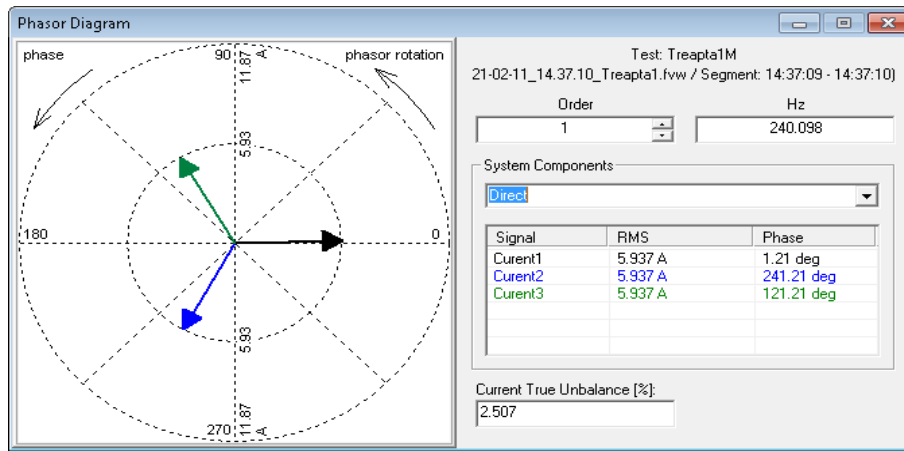 Phasor Diagram
phase
90
11.87
A
phasor rotation
5.93
180
0
5.93
270
11.87
A
Test: Treapta1M
21-02-11_14.37.10_Treapta1.fvw / Segment: 14:37:09 - 14:37:10)
Order
Hz
1
240.098
System Components
Direct
Signal RMS Phase
Curent1 5.937 A 1.21 deg
Curent2 5.937 A 241.21 deg
Curent3 5.937 A 121.21 deg
Current True Unbalance [%]:
2.507